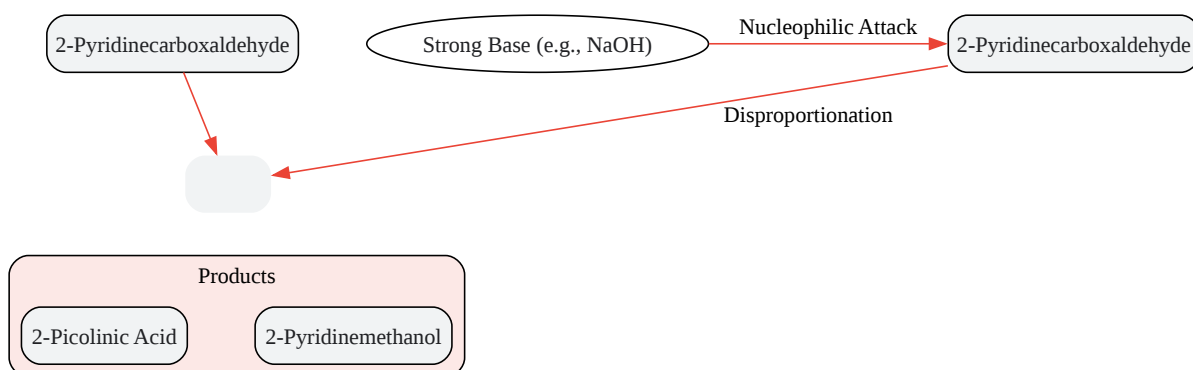 2-Pyridinecarboxaldehyde
Strong Base (e.g., NaOH)
Nucleophilic Attack
2-Pyridinecarboxaldehyde
Disproportionation
Products
2-Picolinic Acid
2-Pyridinemethanol